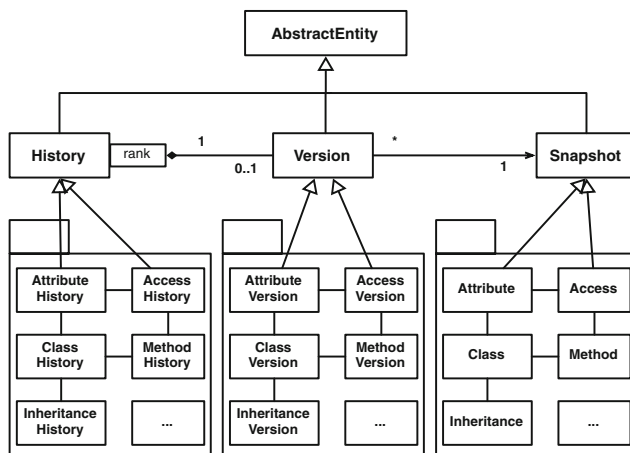 AbstractEntity
History
rank
1
0..1
Version
*
1
Snapshot
Attribute
History
Access
History
Class
History
Method
History
Inheritance
History
...
Attribute
Version
Access
Version
Class
Version
Method
Version
Inheritance
Version
...
Attribute
Access
Class
Method
Inheritance
...